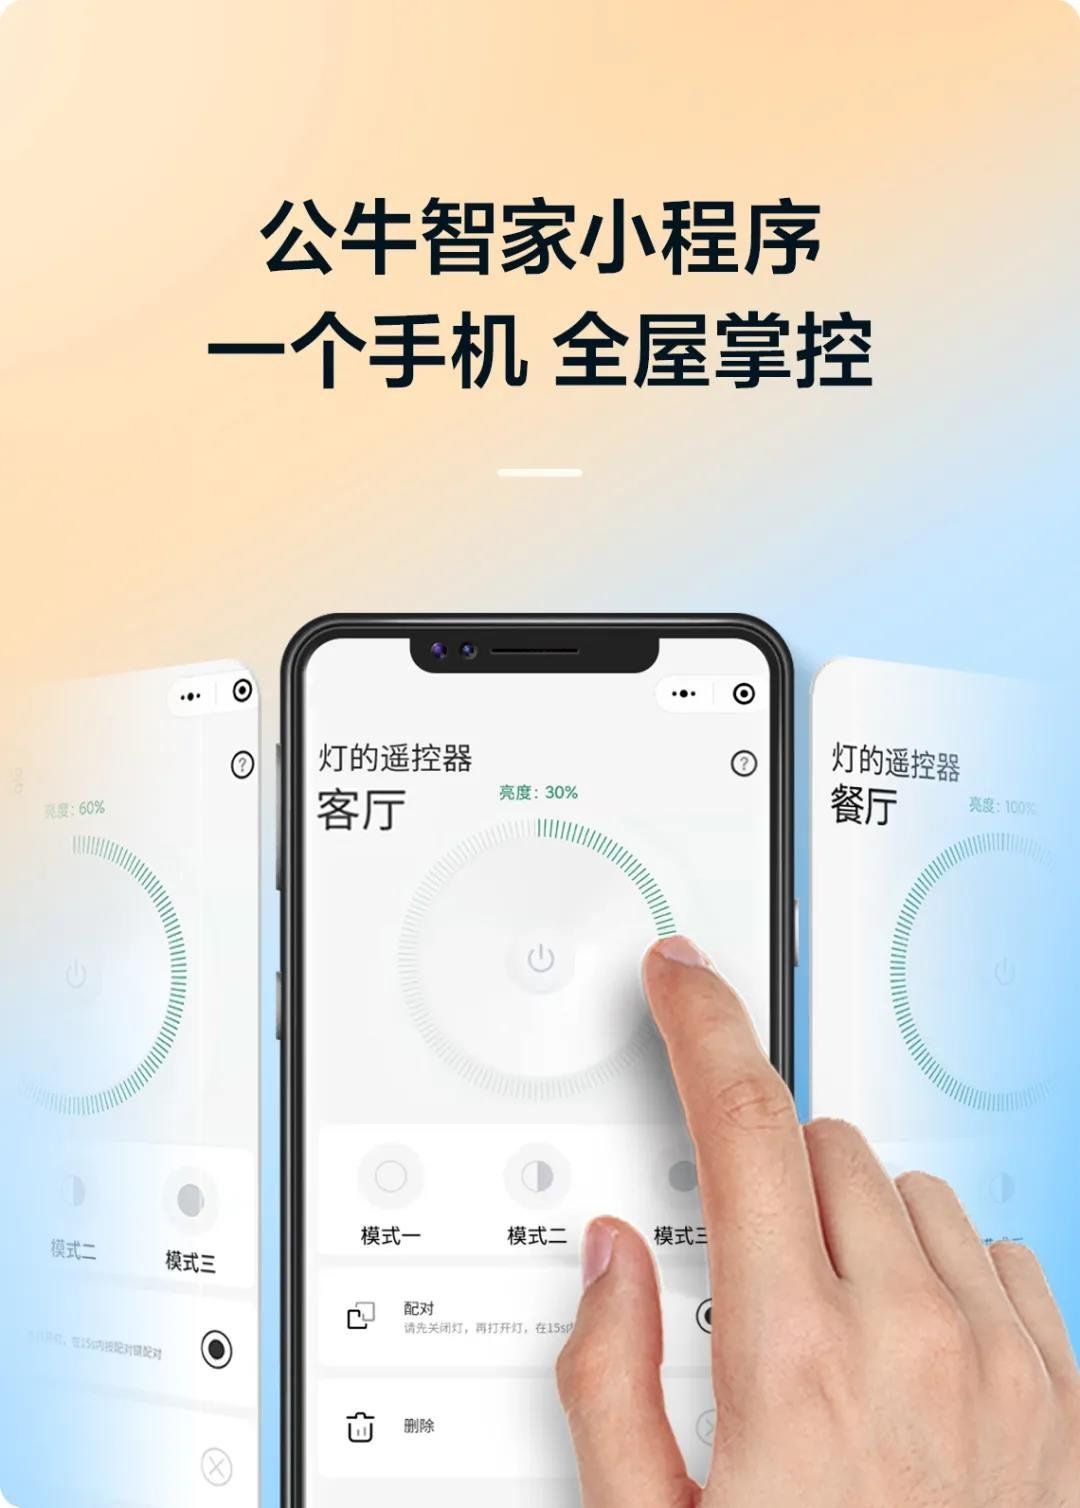 公牛智家小程序
一个手机 全屋掌控
亮度：60%
模式二
模式三
在15s内按配对键配对
灯的遥控器
客厅
亮度：30%
模式一
模式二
模式三
配对
请先关闭灯，再打开灯，在15s内
删除
灯的遥控器
餐厅
亮度：100%